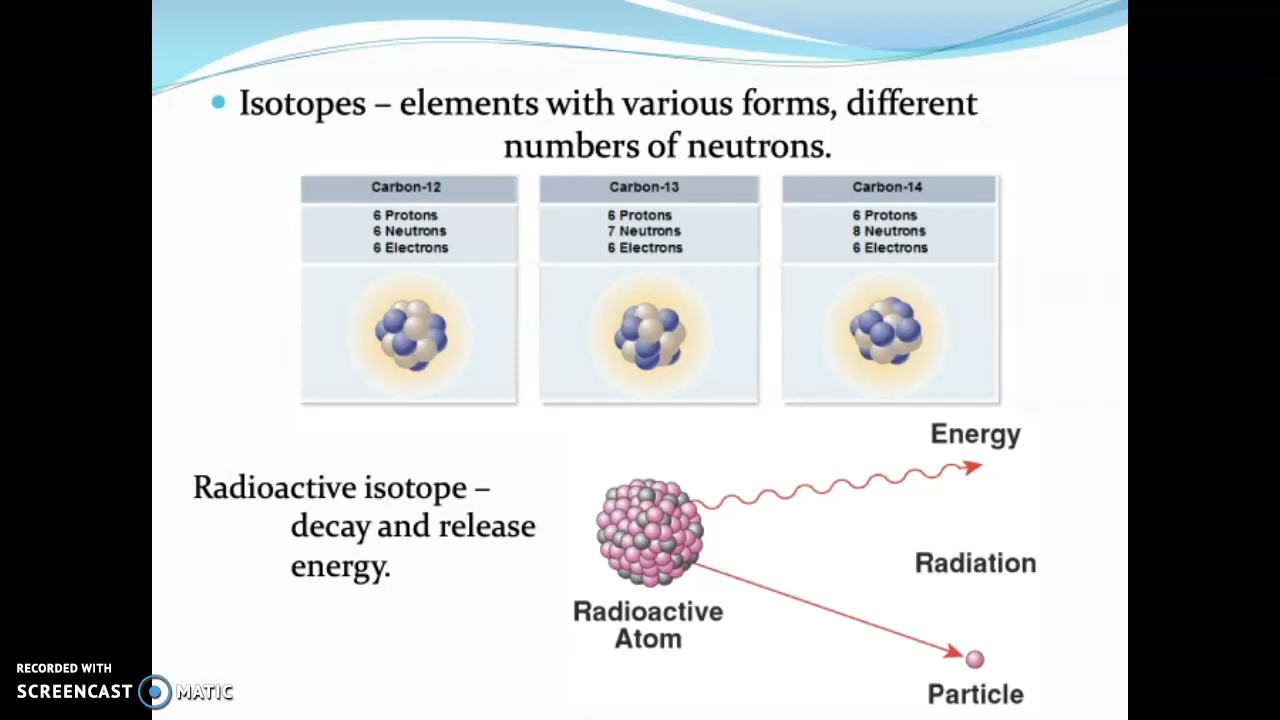 Isotopes – elements with various forms, different
numbers of neutrons.
Carbon-12
6 Protons
6 Neutrons
6 Electrons
Carbon-13
6 Protons
7 Neutrons
6 Electrons
Carbon-14
6 Protons
8 Neutrons
6 Electrons
Radioactive isotope –
decay and release
energy.
Energy
Radiation
Radioactive
Atom
Particle
RECORDED WITH
SCREENCAST MATIC